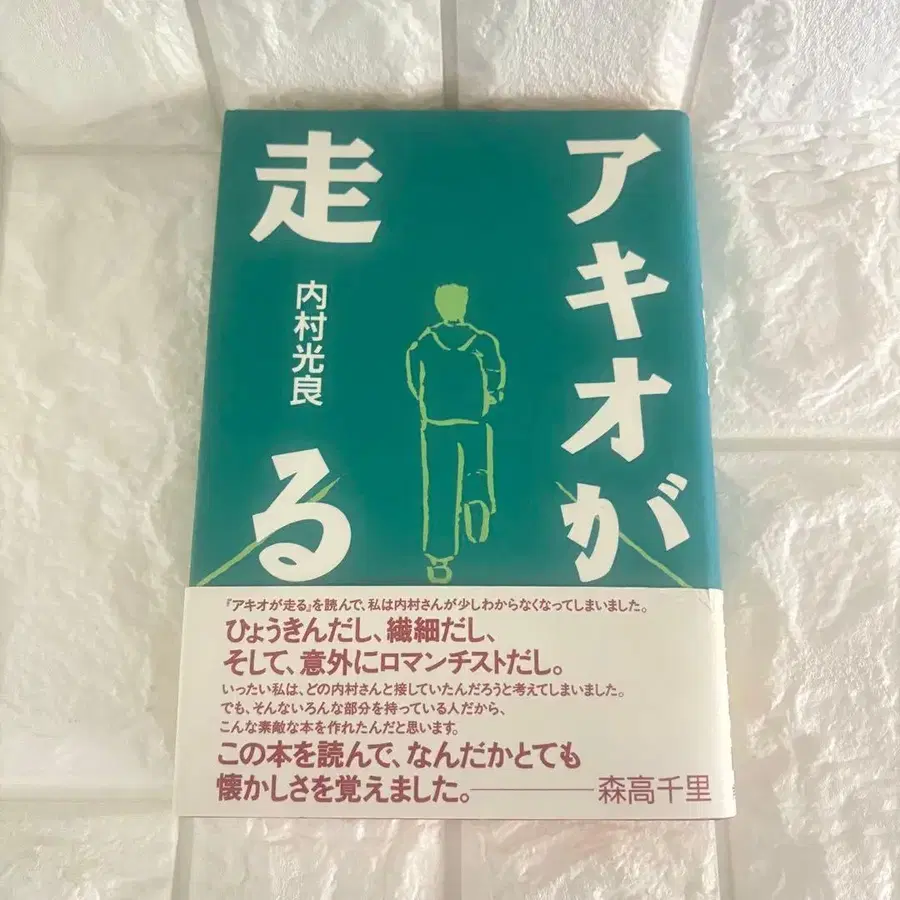 アキオが
走る
内村光良
『アキオが走る』を読んで、私は内村さんが少しわからなくなってしまいました。
ひょうきんだし、繊細だし、
そして、意外にロマンチストだし。
いったい私は、どの内村さんと接していたんだろうと考えてしまいました。
でも、そんないろんな部分を持っている人だから、
こんな素敵な本を作れたんだと思います。
この本を読んで、なんだかとても
懐かしさを覚えました。――――森高千里